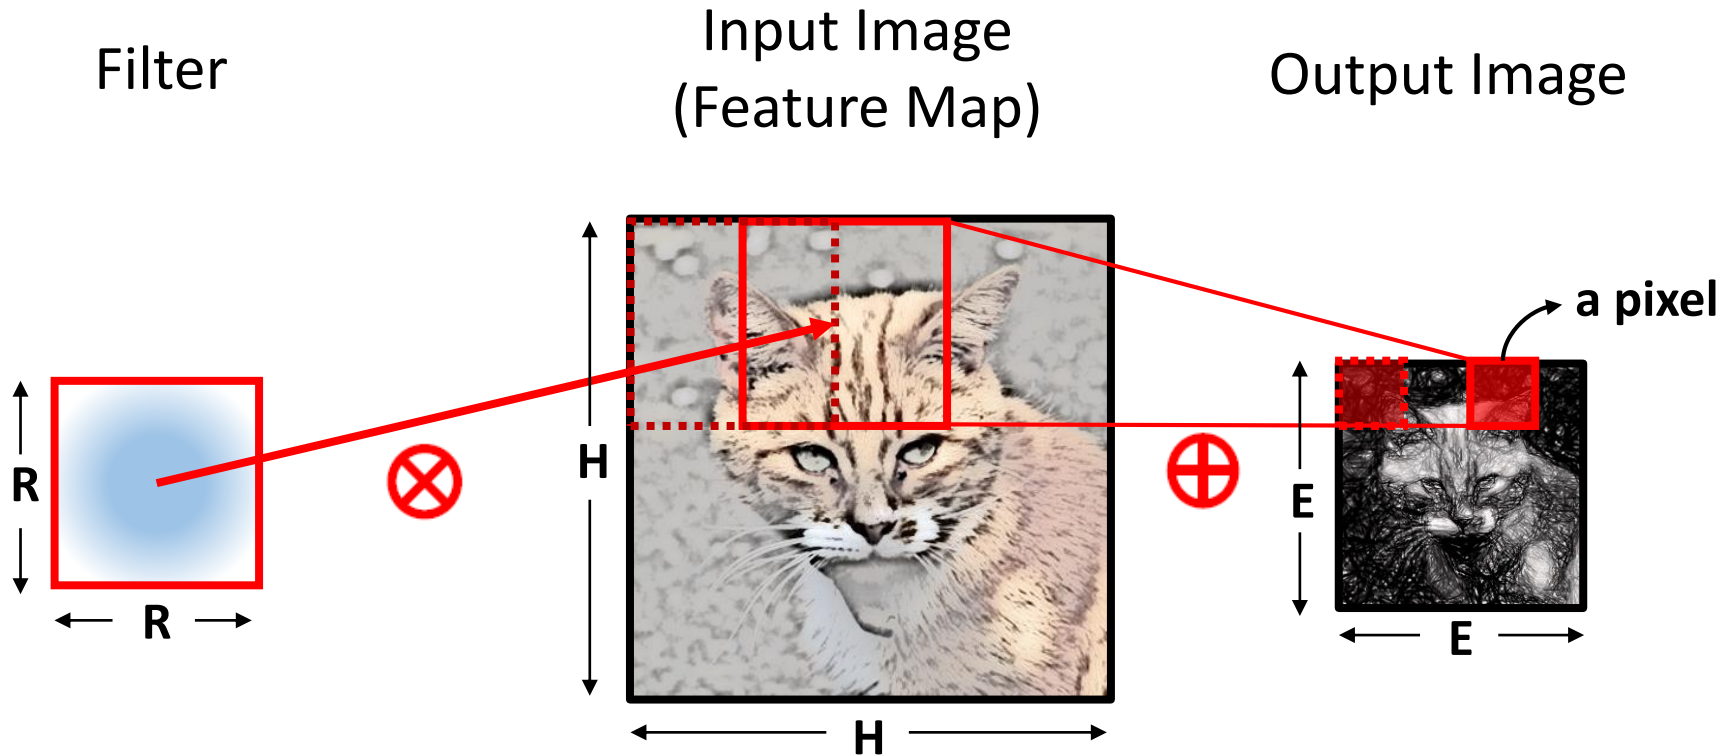 Filter
Input Image
(Feature Map)
Output Image
a pixel
R
R
H
H
E
E